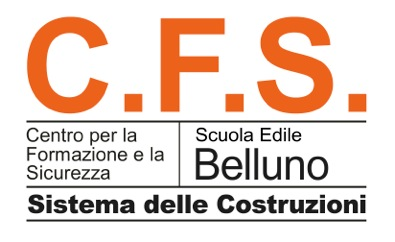 C.F.S.
Centro per la
Formazione e la
Sicurezza
Scuola Edile
Belluno
Sistema delle Costruzioni